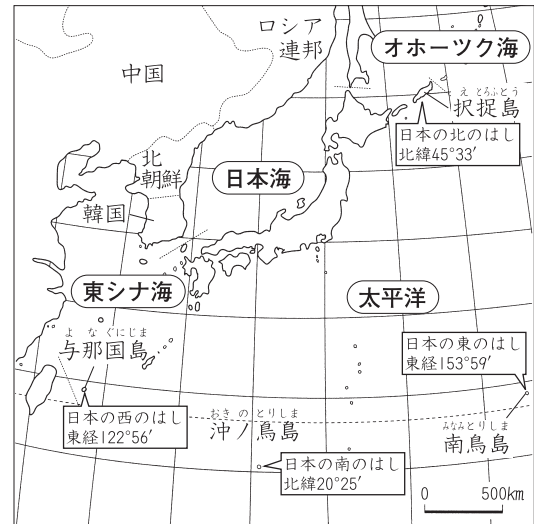 ロシア
連邦
オホーツク海
中国
えとろふとう
択捉島
日本の北のはし
北緯45°33′
北
朝鮮
日本海
韓国
東シナ海
太平洋
よなぐにじま
与那国島
日本の東のはし
東経153°59′
日本の西のはし
東経122°56′
おきのとりしま
沖ノ鳥島
みなみとりしま
南鳥島
日本の南のはし
北緯20°25′
0 500km